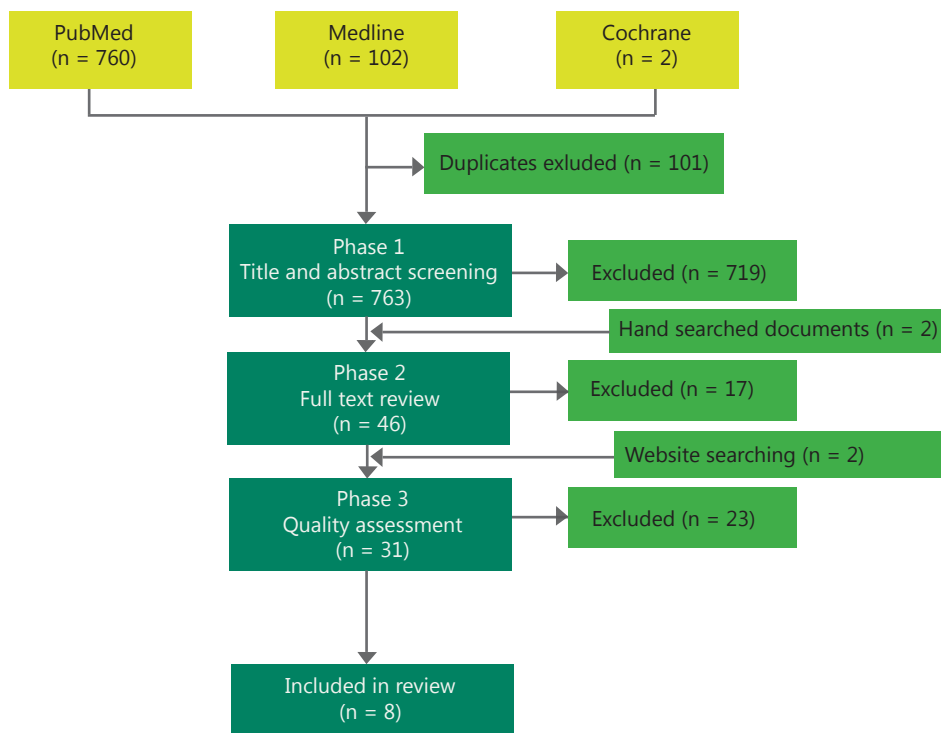 PubMed
(n = 760)
Medline
(n = 102)
Cochrane
(n = 2)
Duplicates exluded (n = 101)
Phase 1
Title and abstract screening
(n = 763)
Excluded (n = 719)
Hand searched documents (n = 2)
Phase 2
Full text review
(n = 46)
Excluded (n = 17)
Website searching (n = 2)
Phase 3
Quality assessment
(n = 31)
Excluded (n = 23)
Included in review
(n = 8)